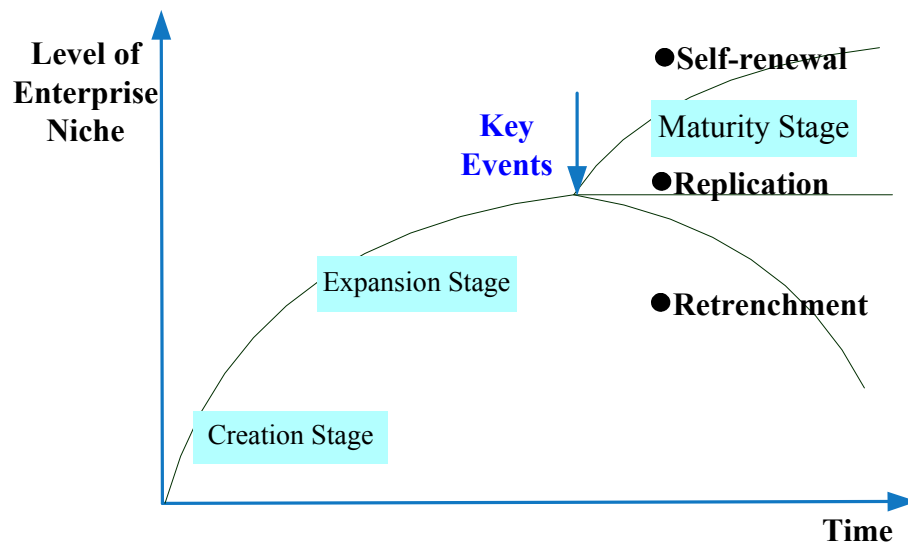 Level of
Enterprise
Niche
●Self-renewal
Key
Events
Maturity Stage
●Replication
Expansion Stage
●Retrenchment
Creation Stage
Time